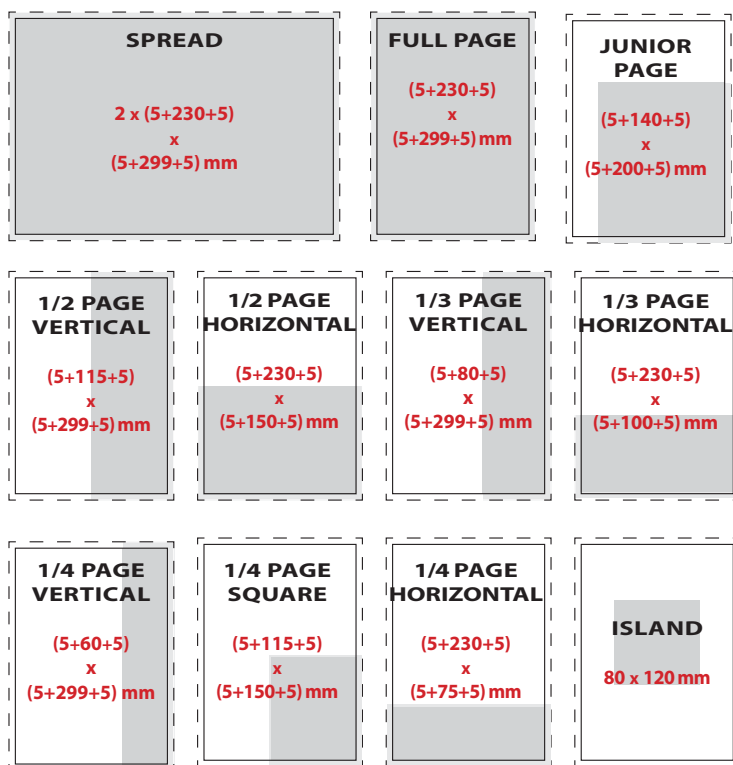 SPREAD
2 x (5+230+5)
x
(5+299+5) mm
FULL PAGE
(5+230+5)
x
(5+299+5) mm
JUNIOR
PAGE
(5+140+5)
x
(5+200+5) mm
1/2 PAGE
VERTICAL
(5+115+5)
x
(5+299+5) mm
1/2 PAGE
HORIZONTAL
(5+230+5)
x
(5+150+5) mm
1/3 PAGE
VERTICAL
(5+80+5)
x
(5+299+5) mm
1/3 PAGE
HORIZONTAL
(5+230+5)
x
(5+100+5) mm
1/4 PAGE
VERTICAL
(5+60+5)
x
(5+299+5) mm
1/4 PAGE
SQUARE
(5+115+5)
x
(5+150+5) mm
1/4 PAGE
HORIZONTAL
(5+230+5)
x
(5+75+5) mm
ISLAND
80 x 120 mm